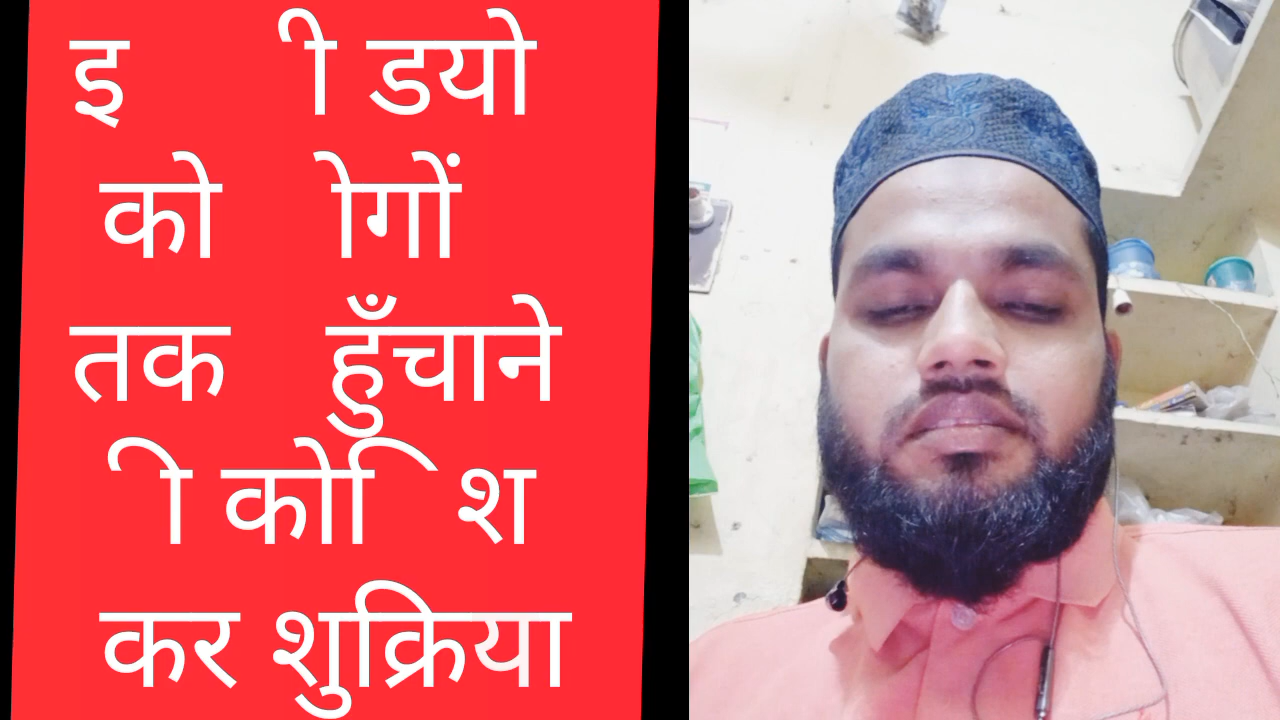 इ ी डयो
को ोगों
तक हुँचाने
ी कोि श
कर शुक्रिया